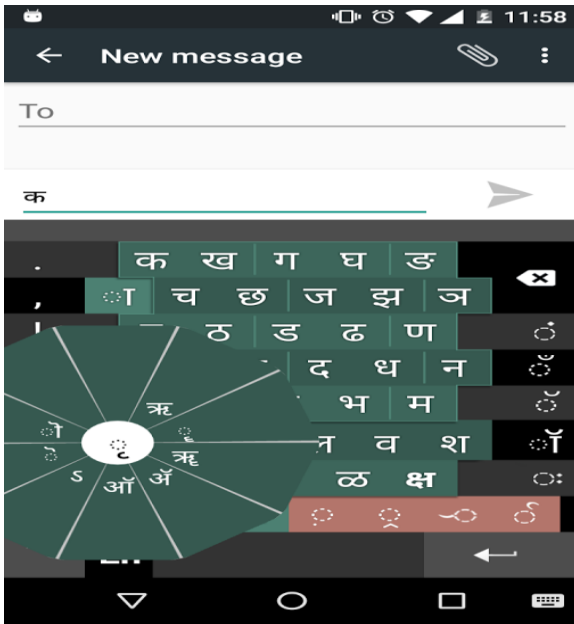 11:58
New message
To
क
. क ख ग घ ङ
, ा च छ ज झ ञ
ठ ड ढ ण ं
द ध न ँ
ऋ भ म ॅ
ॊ ृ ॄ व श ॉ
ॆ ॠ
ऽ ऑ ॲ ळ क्ष ः